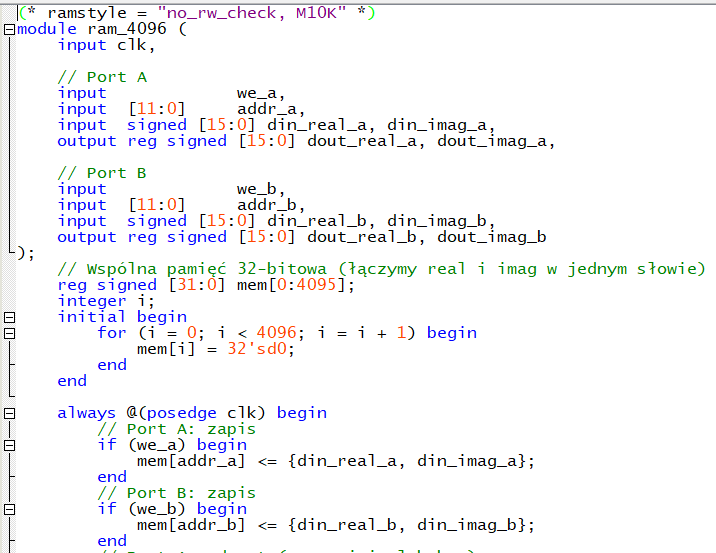 (* ramstyle = "no_rw_check, M10K" *)
module ram_4096 (
    input clk,
    // Port A
    input             we_a,
    input  [11:0]     addr_a,
    input  signed [15:0] din_real_a, din_imag_a,
    output reg signed [15:0] dout_real_a, dout_imag_a,
    // Port B
    input             we_b,
    input  [11:0]     addr_b,
    input  signed [15:0] din_real_b, din_imag_b,
    output reg signed [15:0] dout_real_b, dout_imag_b
);
    // Wspólna pamięć 32-bitowa (łączymy real i imag w jednym słowie)
    reg signed [31:0] mem[0:4095];
    integer i;
    initial begin
        for (i = 0; i < 4096; i = i + 1) begin
            mem[i] = 32'sd0;
        end
    end
    always @(posedge clk) begin
        // Port A: zapis
        if (we_a) begin
            mem[addr_a] <= {din_real_a, din_imag_a};
        end
        // Port B: zapis
        if (we_b) begin
            mem[addr_b] <= {din_real_b, din_imag_b};
        end